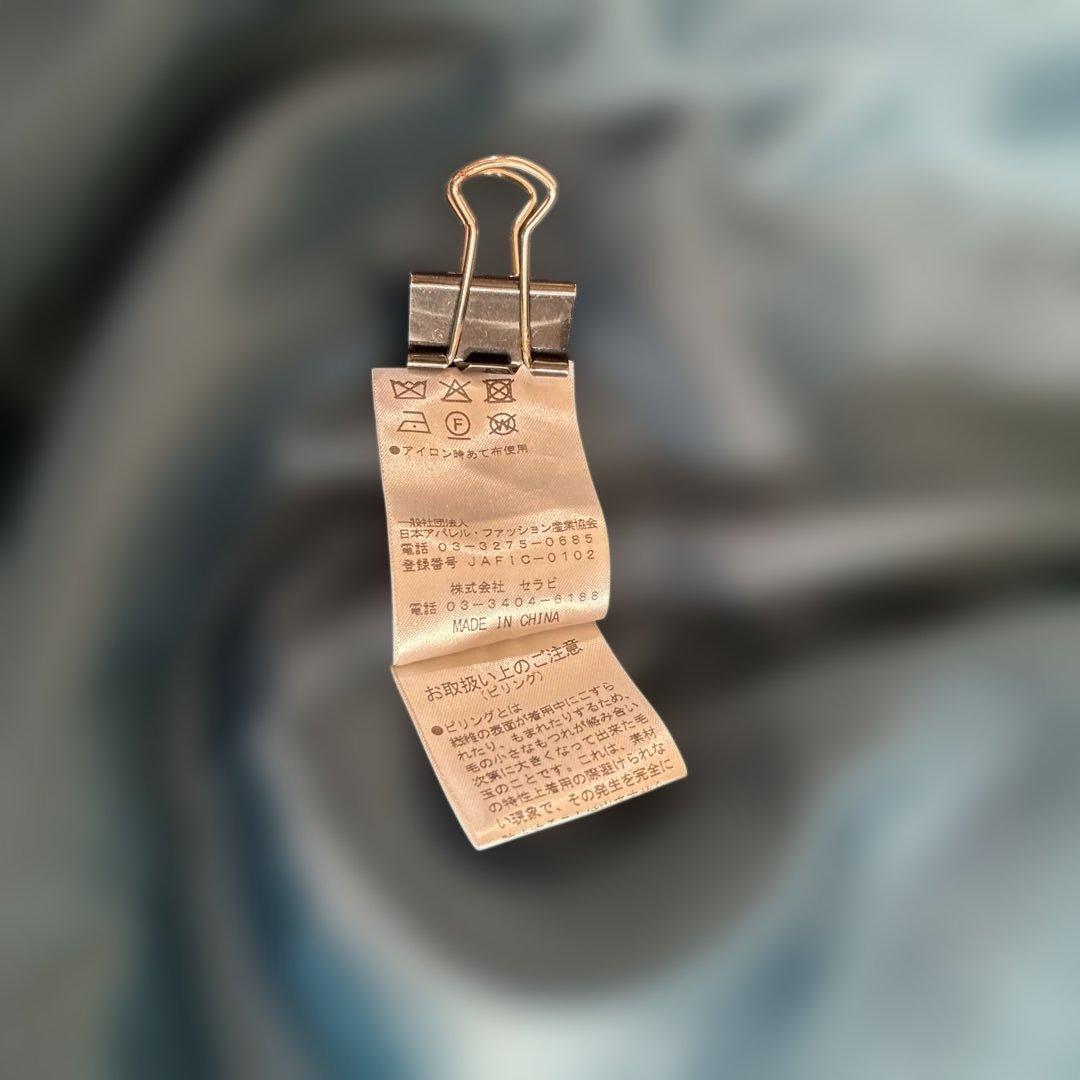 F
W
●アイロン時あて布使用
一般社団法人
日本アパレル・ファッション産業協会
電話 03-3275-0685
登録番号 JAFIC-0102
株式会社 セラビ
電話 03-3404-6188
MADE IN CHINA
お取扱い上のご注意
(ピリング)
●ピリングとは
繊維の表面が着用中にこすら
れたり、もまれたりするため、
毛の小さなもつれが絡み合い
次第に大きくなって出来た毛
玉のことです。これは、素材
の特性上着用の際避けられな
い現象で、その発生を完全に